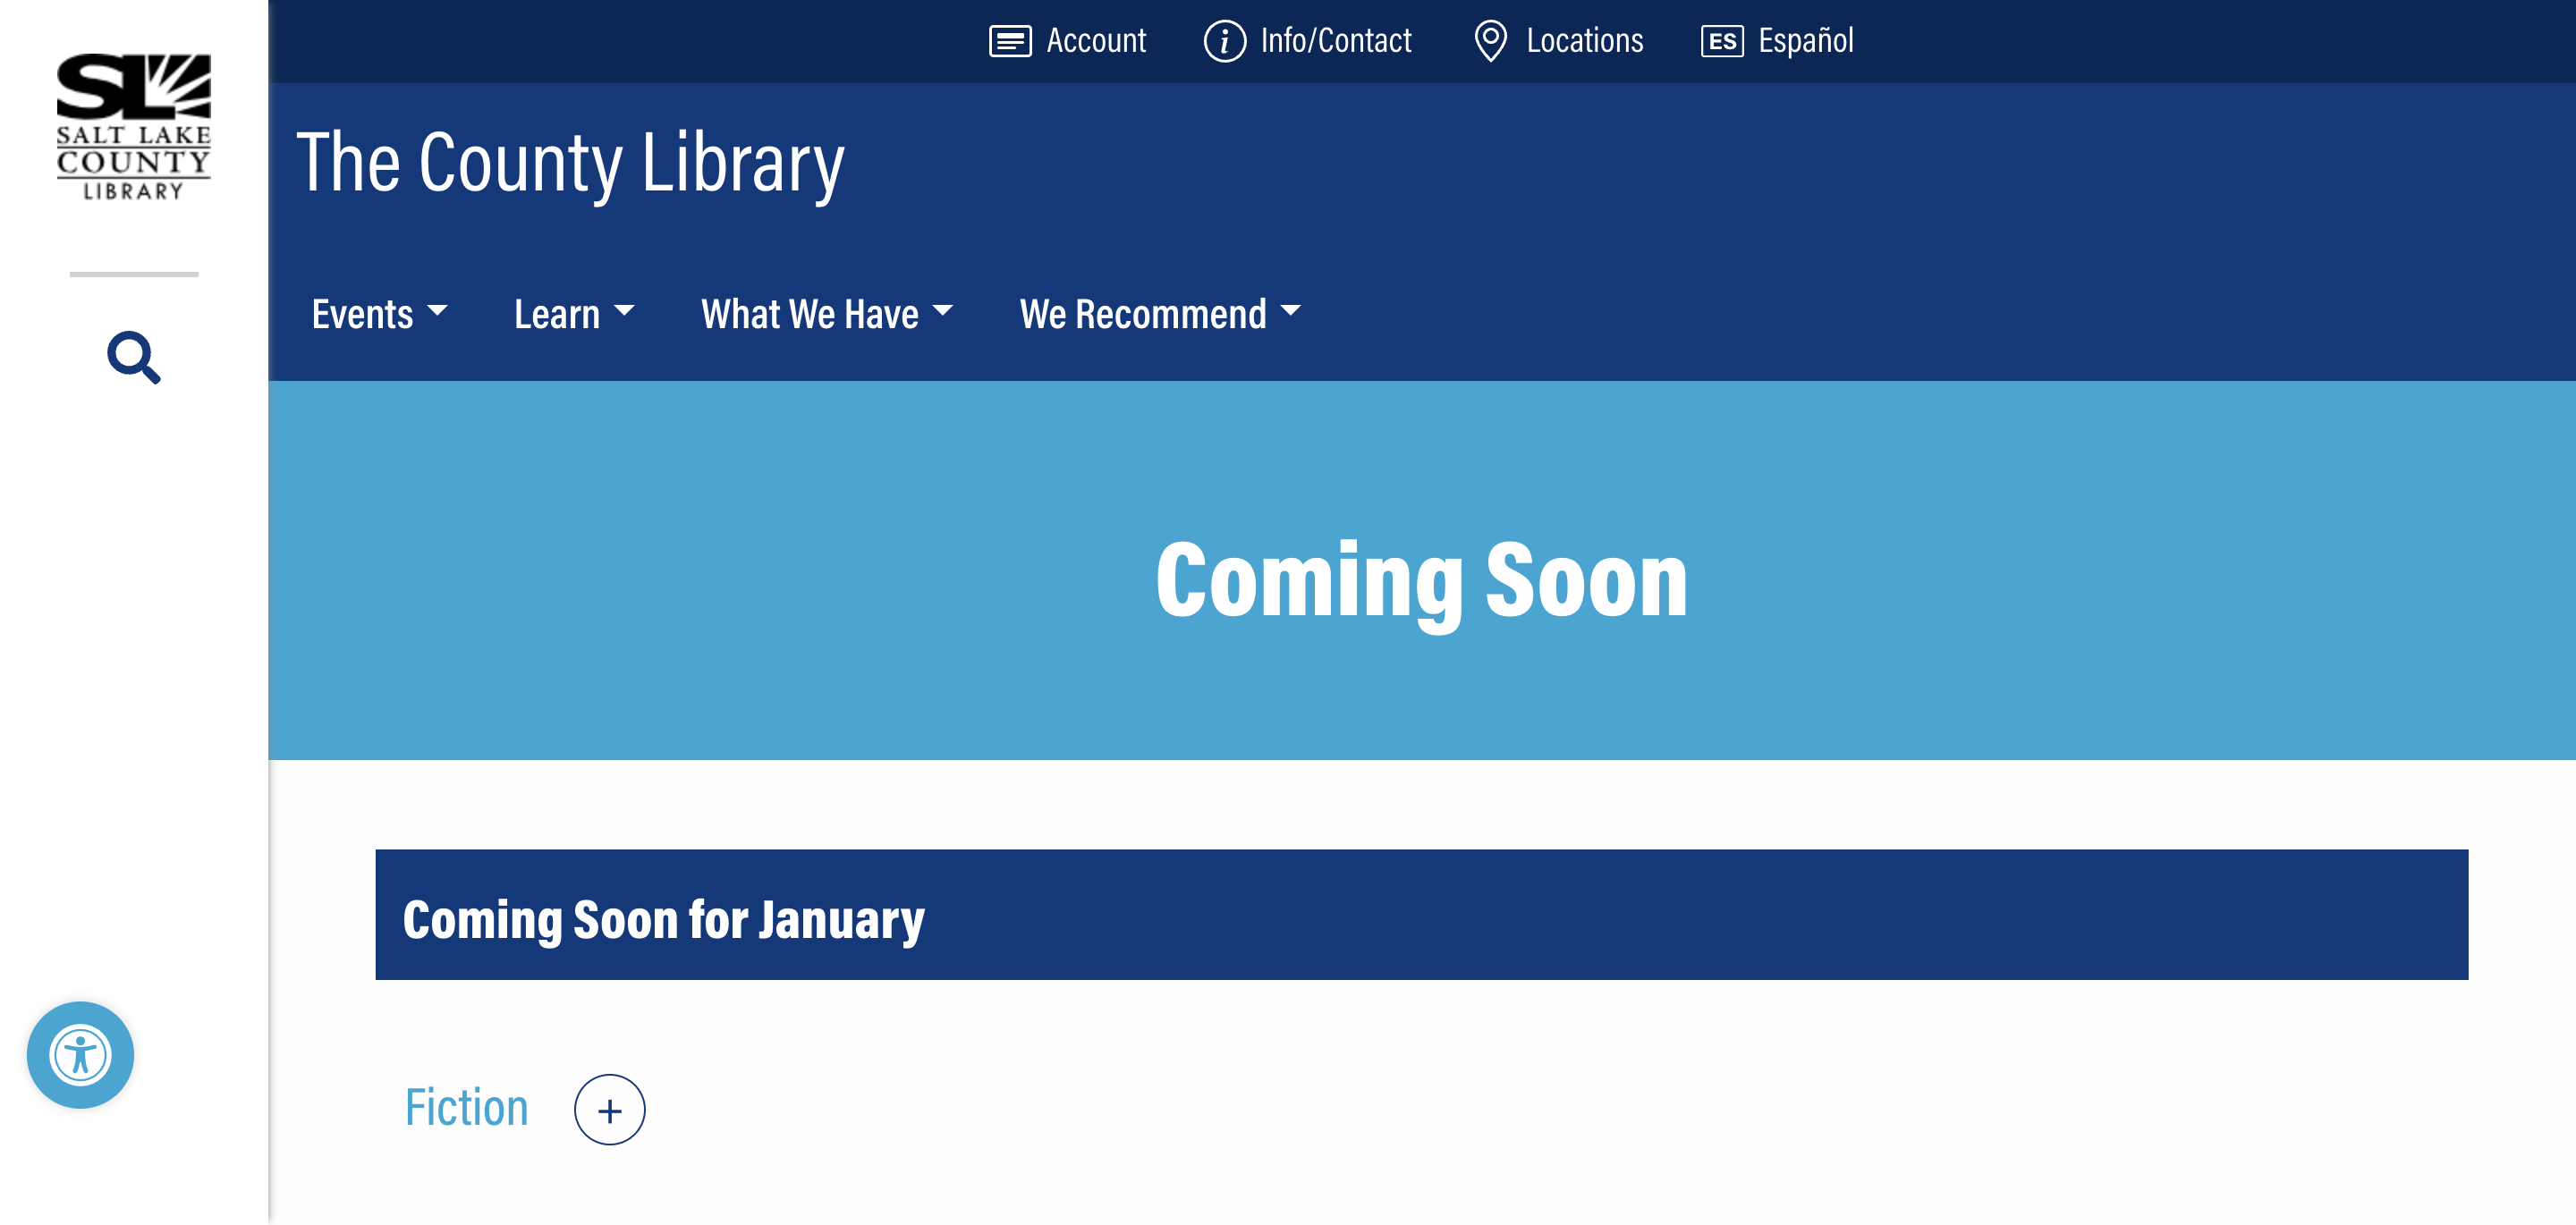 SL
SALT LAKE
COUNTY
LIBRARY
Account
Info/Contact
Locations
ES Español
The County Library
Events
Learn
What We Have
We Recommend
Coming Soon
Coming Soon for January
Fiction +